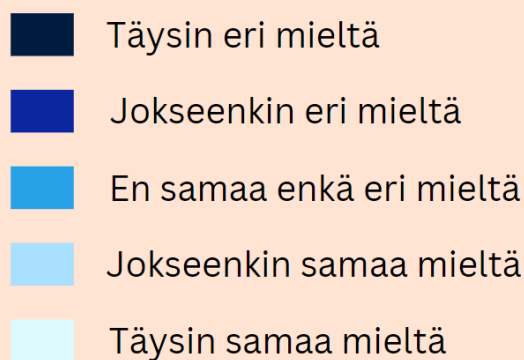 Täysin eri mieltä
Jokseenkin eri mieltä
En samaa enkä eri mieltä
Jokseenkin samaa mieltä
Täysin samaa mieltä